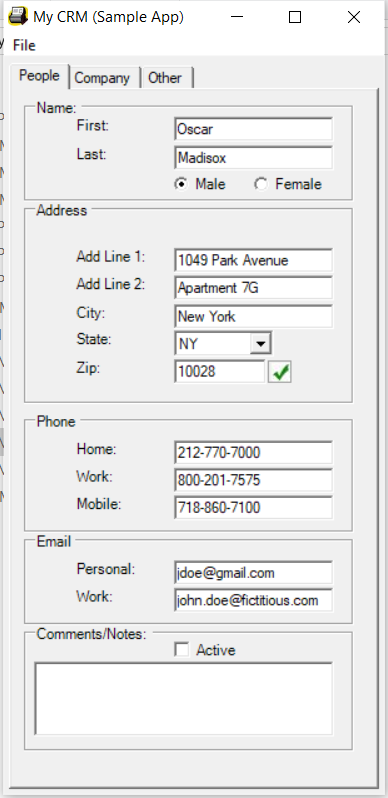 My CRM (Sample App)
File
People Company Other
Name:
First: Oscar
Last: Madisox
Male Female
Address
Add Line 1: 1049 Park Avenue
Add Line 2: Apartment 7G
City: New York
State: NY
Zip: 10028
Phone
Home: 212-770-7000
Work: 800-201-7575
Mobile: 718-860-7100
Email
Personal: jdoe@gmail.com
Work: john.doe@fictitious.com
Comments/Notes:
Active